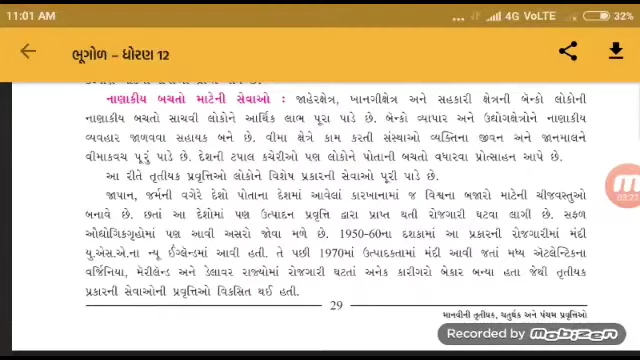 11:01 AM
... 4G VoLTE 32%
ભૂગોળ – ધોરણ 12
નાણાકીય બચતો માટેની સેવાઓ : જાહેરક્ષેત્ર, ખાનગીક્ષેત્ર અને સહકારી ક્ષેત્રની બૅન્કો લોકોની
નાણાકીય બચતો સાચવી લોકોને આર્થિક લાભ પૂરા પાડે છે. બૅન્કો વ્યાપાર અને ઉદ્યોગક્ષેત્રોને નાણાકીય
વ્યવહાર જાળવવા સહાયક બને છે. વીમા ક્ષેત્રે કામ કરતી સંસ્થાઓ વ્યક્તિના જીવન અને જાનમાલને
વીમાકવચ પૂરું પાડે છે. દેશની ટપાલ કચેરીઓ પણ લોકોને પોતાની બચતો વધારવા પ્રોત્સાહન આપે છે.
આ રીતે તૃતીયક પ્રવૃત્તિઓ લોકોને વિશેષ પ્રકારની સેવાઓ પૂરી પાડે છે.
જાપાન, જર્મની વગેરે દેશો પોતાના દેશમાં આવેલાં કારખાનામાં જ વિશ્વના બજારો માટેની ચીજવસ્તુઓ
બનાવે છે. છતાં આ દેશોમાં પણ ઉત્પાદન પ્રવૃત્તિ દ્વારા પ્રાપ્ત થતી રોજગારી ઘટવા લાગી છે. સફળ
ઔદ્યોગિકગૃહોમાં પણ આવી અસરો જોવા મળે છે. 1950-60ના દશકામાં આ પ્રકારની રોજગારીમાં મંદી
યુ.એસ.એ.ના ન્યૂ ઇંગ્લૅન્ડમાં આવી હતી. તે પછી 1970માં ઉત્પાદકતામાં મંદી આવી જતાં મધ્ય એટલેન્ટિકના
વર્જિનિયા, મેરીલૅન્ડ અને ડેલાવર રાજ્યોમાં રોજગારી ઘટતાં અનેક કારીગરો બેકાર બન્યા હતા જેથી તૃતીયક
પ્રકારની સેવાઓની પ્રવૃત્તિઓ વિકસિત થઈ હતી.
29
માનવીની તૃતીયક, ચતુર્થક અને પંચમ પ્રવૃત્તિઓ
Recorded by Mobizen